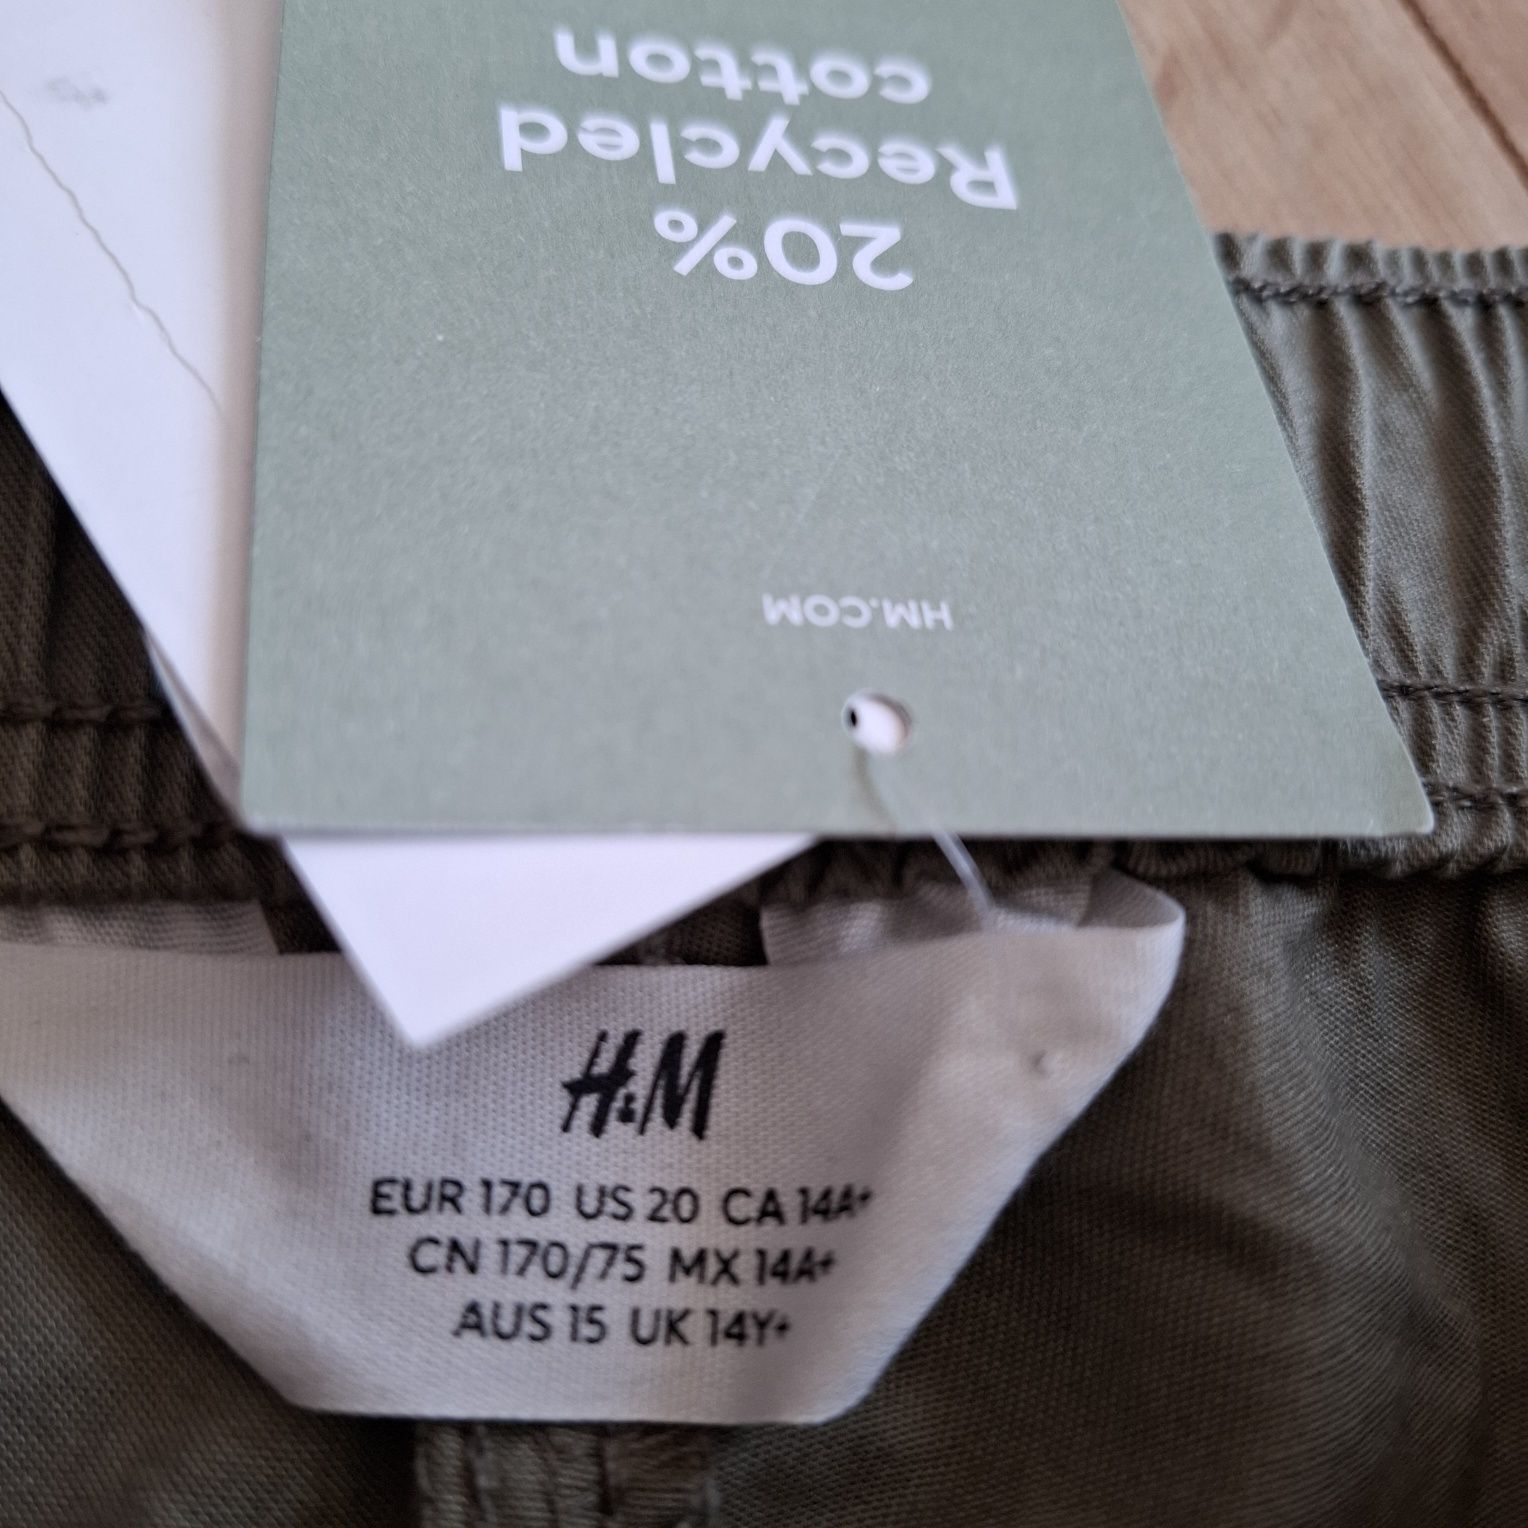 20%
Recycled
cotton
HM.COM
H&M
EUR 170 US 20 CA 14A+
CN 170/75 MX 14A+
AUS 15 UK 14Y+